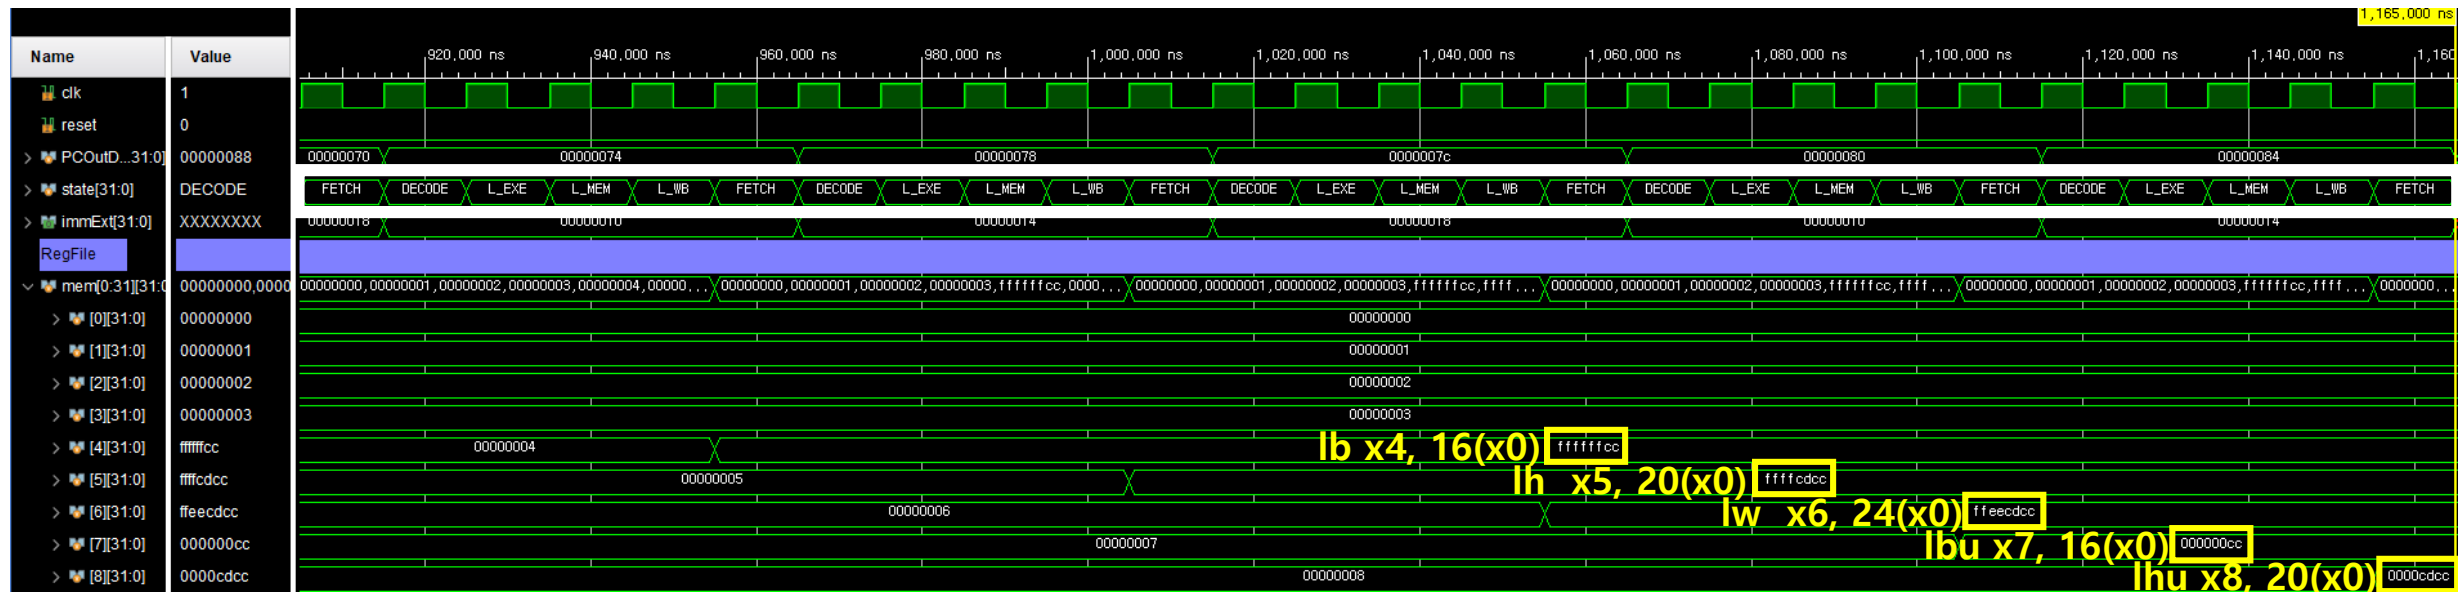 1,165.000 ns
Name Value
920.000 ns 940.000 ns 960.000 ns 980.000 ns 1,000.000 ns 1,020.000 ns 1,040.000 ns 1,060.000 ns 1,080.000 ns 1,100.000 ns 1,120.000 ns 1,140.000 ns 1,160
clk 1
reset 0
PCOutD...31:0] 00000088 00000070 00000074 00000078 0000007c 00000080 00000084
state[31:0] DECODE FETCH DECODE L_EXE L_MEM L_WB FETCH DECODE L_EXE L_MEM L_WB FETCH DECODE L_EXE L_MEM L_WB FETCH DECODE L_EXE L_MEM L_WB FETCH DECODE L_EXE L_MEM L_WB FETCH
immExt[31:0] XXXXXXXX 00000018 00000010 00000014 00000018 00000010 00000014
RegFile
mem[0:31][31:0 00000000,0000 00000000,00000001,00000002,00000003,00000004,00000... 00000000,00000001,00000002,00000003,ffffffcc,0000... 00000000,00000001,00000002,00000003,ffffffcc,ffff... 00000000,00000001,00000002,00000003,ffffffcc,ffff... 00000000,00000001,00000002,00000003,ffffffcc,ffff... 0000000...
[0][31:0] 00000000 00000000
[1][31:0] 00000001 00000001
[2][31:0] 00000002 00000002
[3][31:0] 00000003 00000003
[4][31:0] ffffffcc 00000004 lb x4, 16(x0) ffffffcc
[5][31:0] ffffcdcc 00000005 lh x5, 20(x0) ffffcdcc
[6][31:0] ffeecdcc 00000006 lw x6, 24(x0) ffeecdcc
[7][31:0] 000000cc 00000007 lbu x7, 16(x0) 000000cc
[8][31:0] 0000cdcc 00000008 lhu x8, 20(x0) 0000cdcc